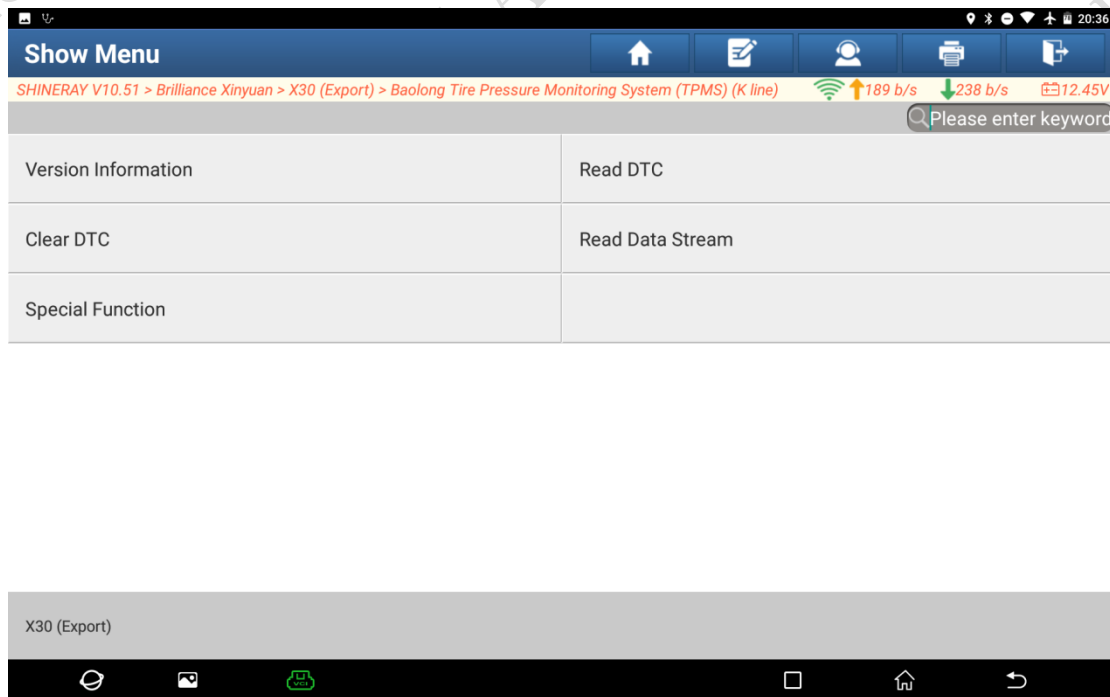 20:36
Show Menu
SHINERAY V10.51 > Brilliance Xinyuan > X30 (Export) > Baolong Tire Pressure Monitoring System (TPMS) (K line) 189 b/s 238 b/s 12.45V
Please enter keyword
Version Information Read DTC
Clear DTC Read Data Stream
Special Function
X30 (Export)
VCI